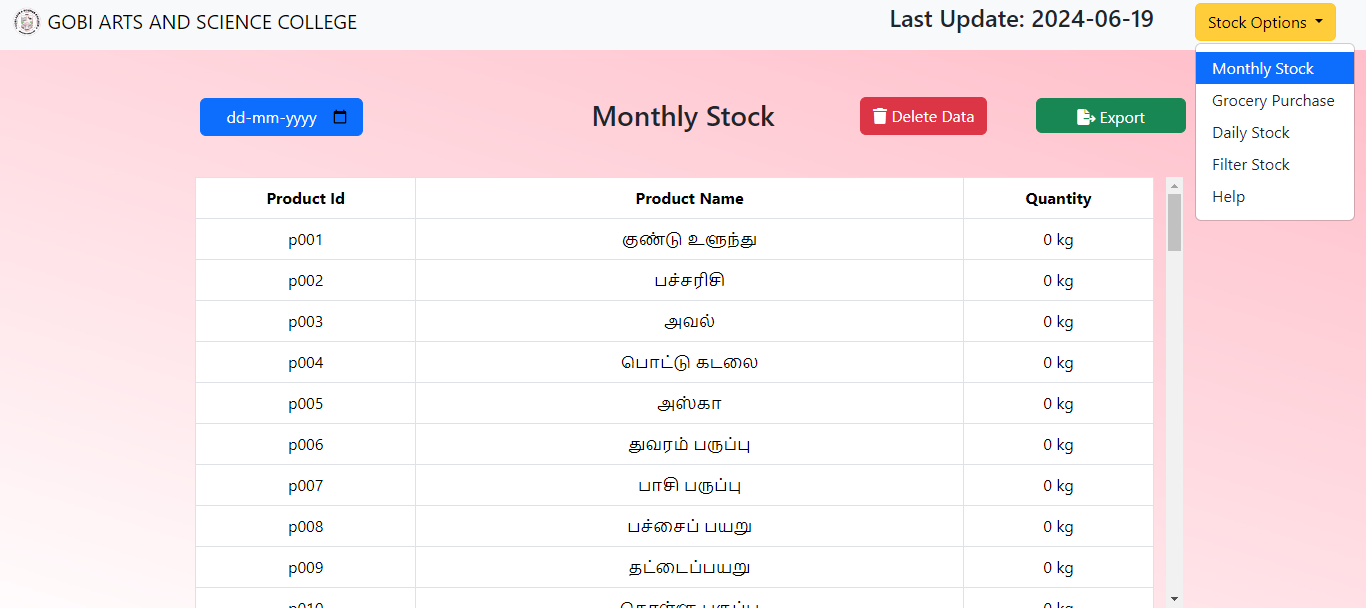 GOBI ARTS AND SCIENCE COLLEGE
Last Update: 2024-06-19
Stock Options
Monthly Stock
Grocery Purchase
Daily Stock
Filter Stock
Help
dd-mm-yyyy
Monthly Stock
Delete Data
Export
Product Id Product Name Quantity
p001 குண்டு உளுந்து 0 kg
p002 பச்சரிசி 0 kg
p003 அவல் 0 kg
p004 பொட்டு கடலை 0 kg
p005 அஸ்கா 0 kg
p006 துவரம் பருப்பு 0 kg
p007 பாசி பருப்பு 0 kg
p008 பச்சைப் பயறு 0 kg
p009 தட்டைப்பயறு 0 kg
p010 கொள்ளு பருப்பு 0 kg